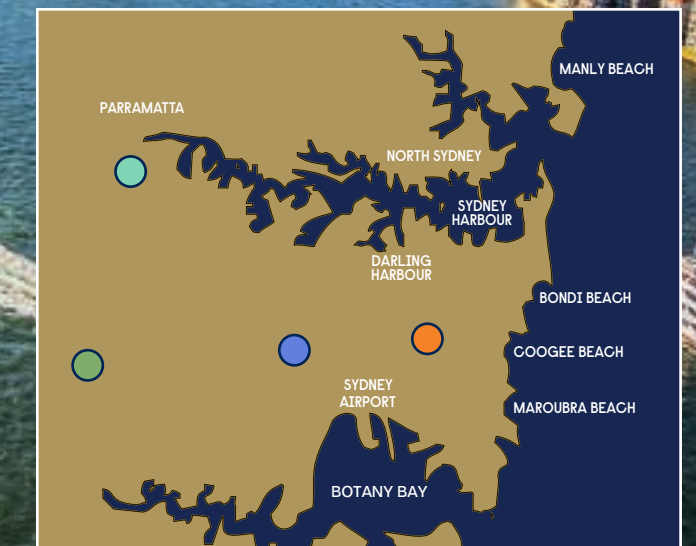 MANLY BEACH
PARRAMATTA
NORTH SYDNEY
SYDNEY
HARBOUR
DARLING
HARBOUR
BONDI BEACH
COOGEE BEACH
SYDNEY
AIRPORT
MAROUBRA BEACH
BOTANY BAY